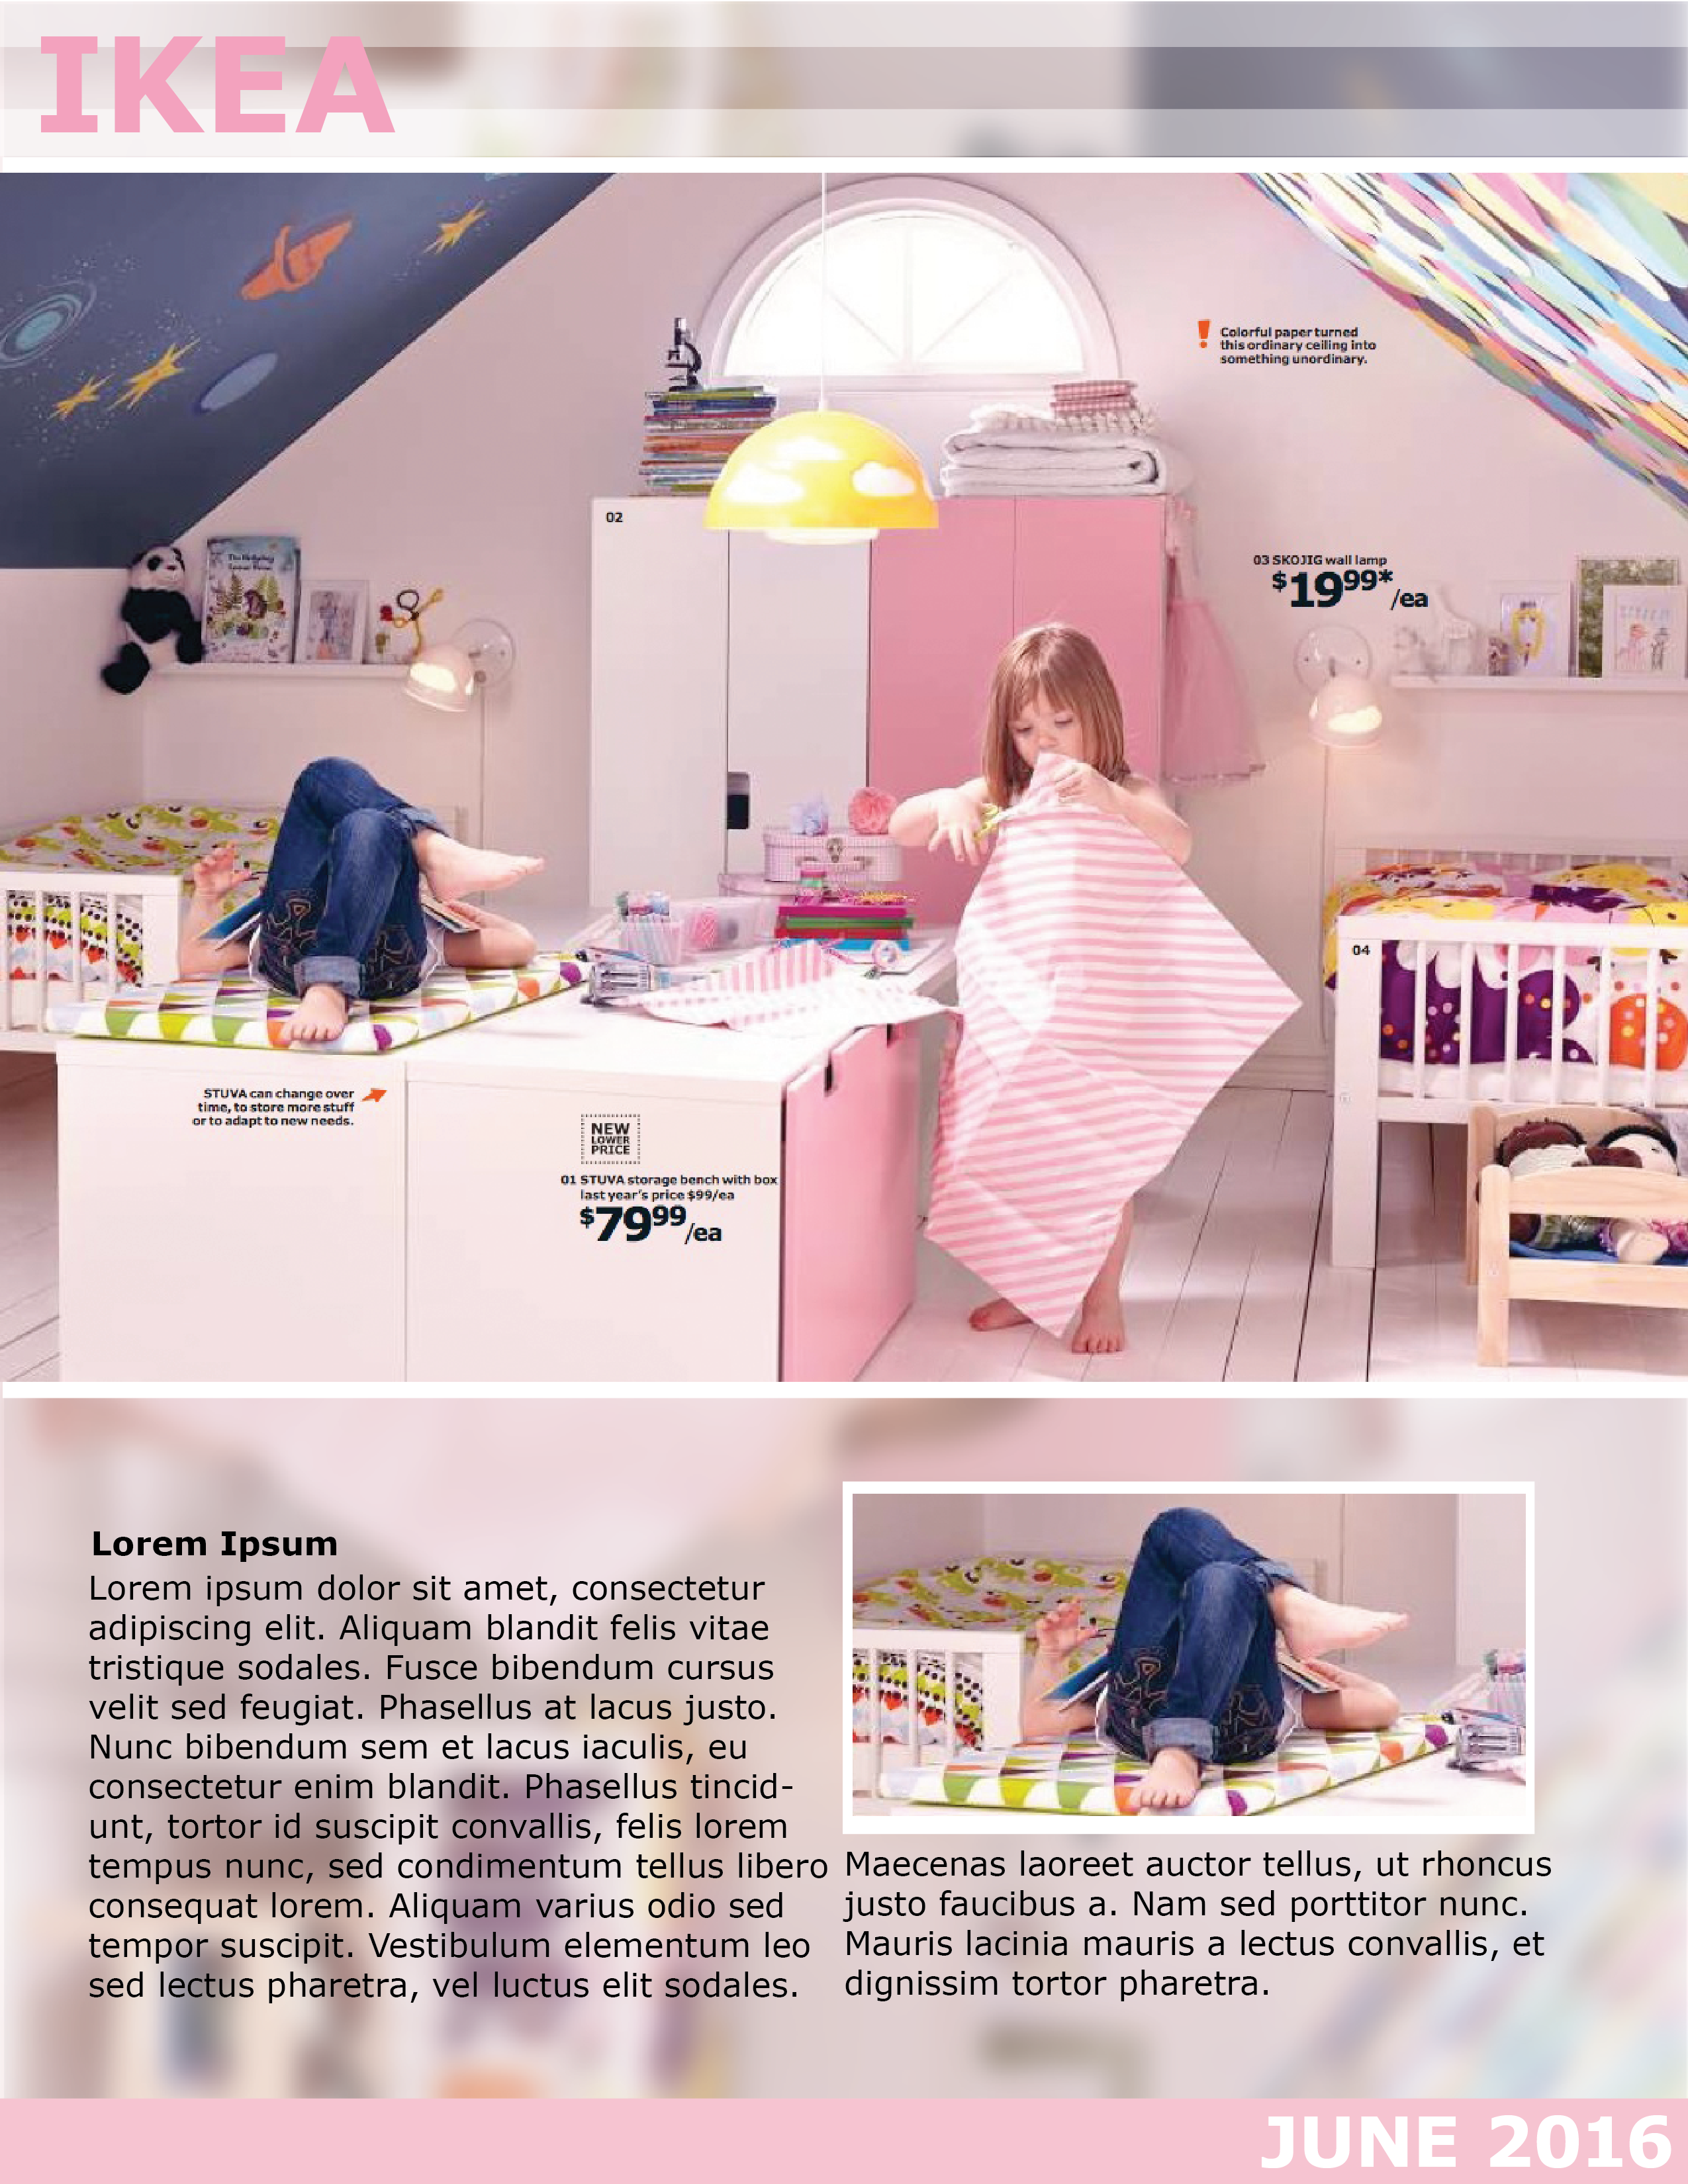 IKEA
Colorful paper turned
this ordinary ceiling into
something unordinary.
02
03 SKOJIG wall lamp
$19.99*/ea
04
STUVA can change over
time, to store more stuff
or to adapt to new needs.
NEW
LOWER
PRICE
01 STUVA storage bench with box
last year's price $99/ea
$79.99/ea
Lorem Ipsum
Lorem ipsum dolor sit amet, consectetur
adipiscing elit. Aliquam blandit felis vitae
tristique sodales. Fusce bibendum cursus
velit sed feugiat. Phasellus at lacus justo.
Nunc bibendum sem et lacus iaculis, eu
consectetur enim blandit. Phasellus tincid-
unt, tortor id suscipit convallis, felis lorem
tempus nunc, sed condimentum tellus libero
consequat lorem. Aliquam varius odio sed
tempor suscipit. Vestibulum elementum leo
sed lectus pharetra, vel luctus elit sodales.
Maecenas laoreet auctor tellus, ut rhoncus
justo faucibus a. Nam sed porttitor nunc.
Mauris lacinia mauris a lectus convallis, et
dignissim tortor pharetra.
JUNE 2016